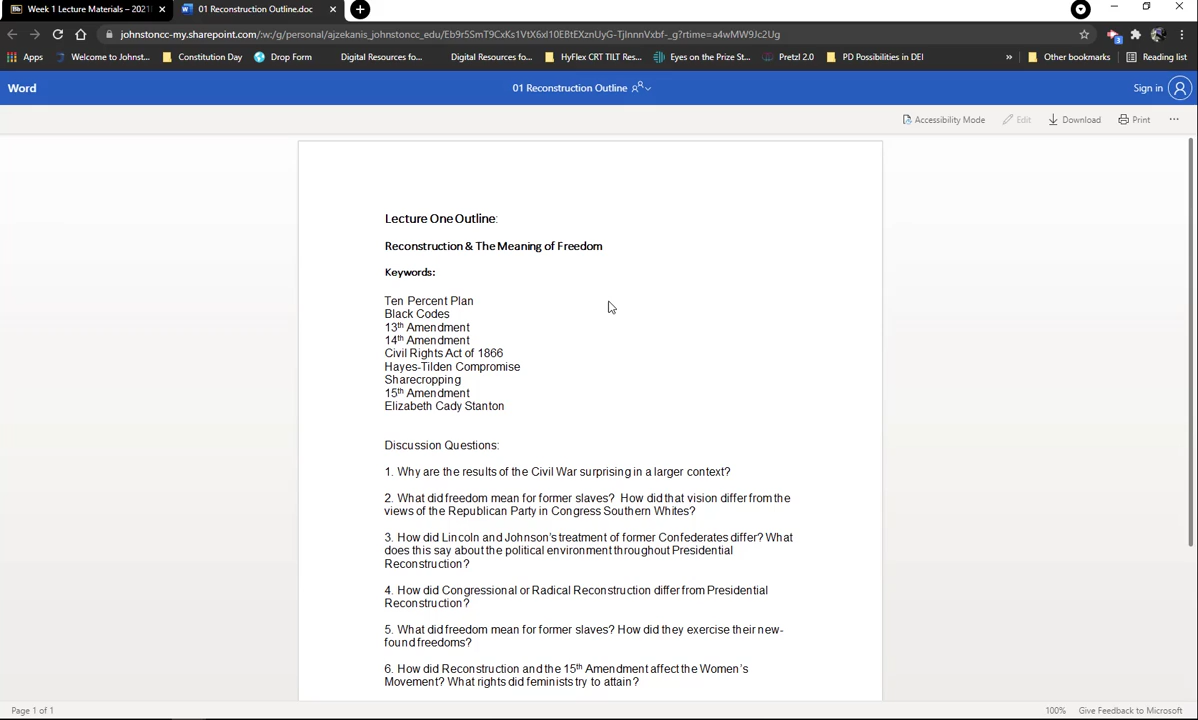 Week 1 Lecture Materials – 2021
01 Reconstruction Outline.doc
johnstoncc-my.sharepoint.com/:w:/g/personal/ajzekanis_johnstoncc_edu/
Apps
Welcome to Johnst...
Constitution Day
Drop Form
Digital Resources fo...
Digital Resources fo...
HyFlex CRT TILT Res...
Eyes on the Prize St...
Pretzl 2.0
PD Possibilities in DEI
»
Other bookmarks
Reading list
Word
01 Reconstruction Outline
Sign in
Accessibility Mode
Edit
Download
Print
Lecture One Outline:
Reconstruction & The Meaning of Freedom
Keywords:
Ten Percent Plan
Black Codes
13th Amendment
14th Amendment
Civil Rights Act of 1866
Hayes-Tilden Compromise
Sharecropping
15th Amendment
Elizabeth Cady Stanton
Discussion Questions:
1. Why are the results of the Civil War surprising in a larger context?
2. What did freedom mean for former slaves?  How did that vision differ from the
views of the Republican Party in Congress Southern Whites?
3. How did Lincoln and Johnson's treatment of former Confederates differ? What
does this say about the political environment throughout Presidential
Reconstruction?
4. How did Congressional or Radical Reconstruction differ from Presidential
Reconstruction?
5. What did freedom mean for former slaves? How did they exercise their new-
found freedoms?
6. How did Reconstruction and the 15th Amendment affect the Women's
Movement? What rights did feminists try to attain?
Page 1 of 1
100%
Give Feedback to Microsoft